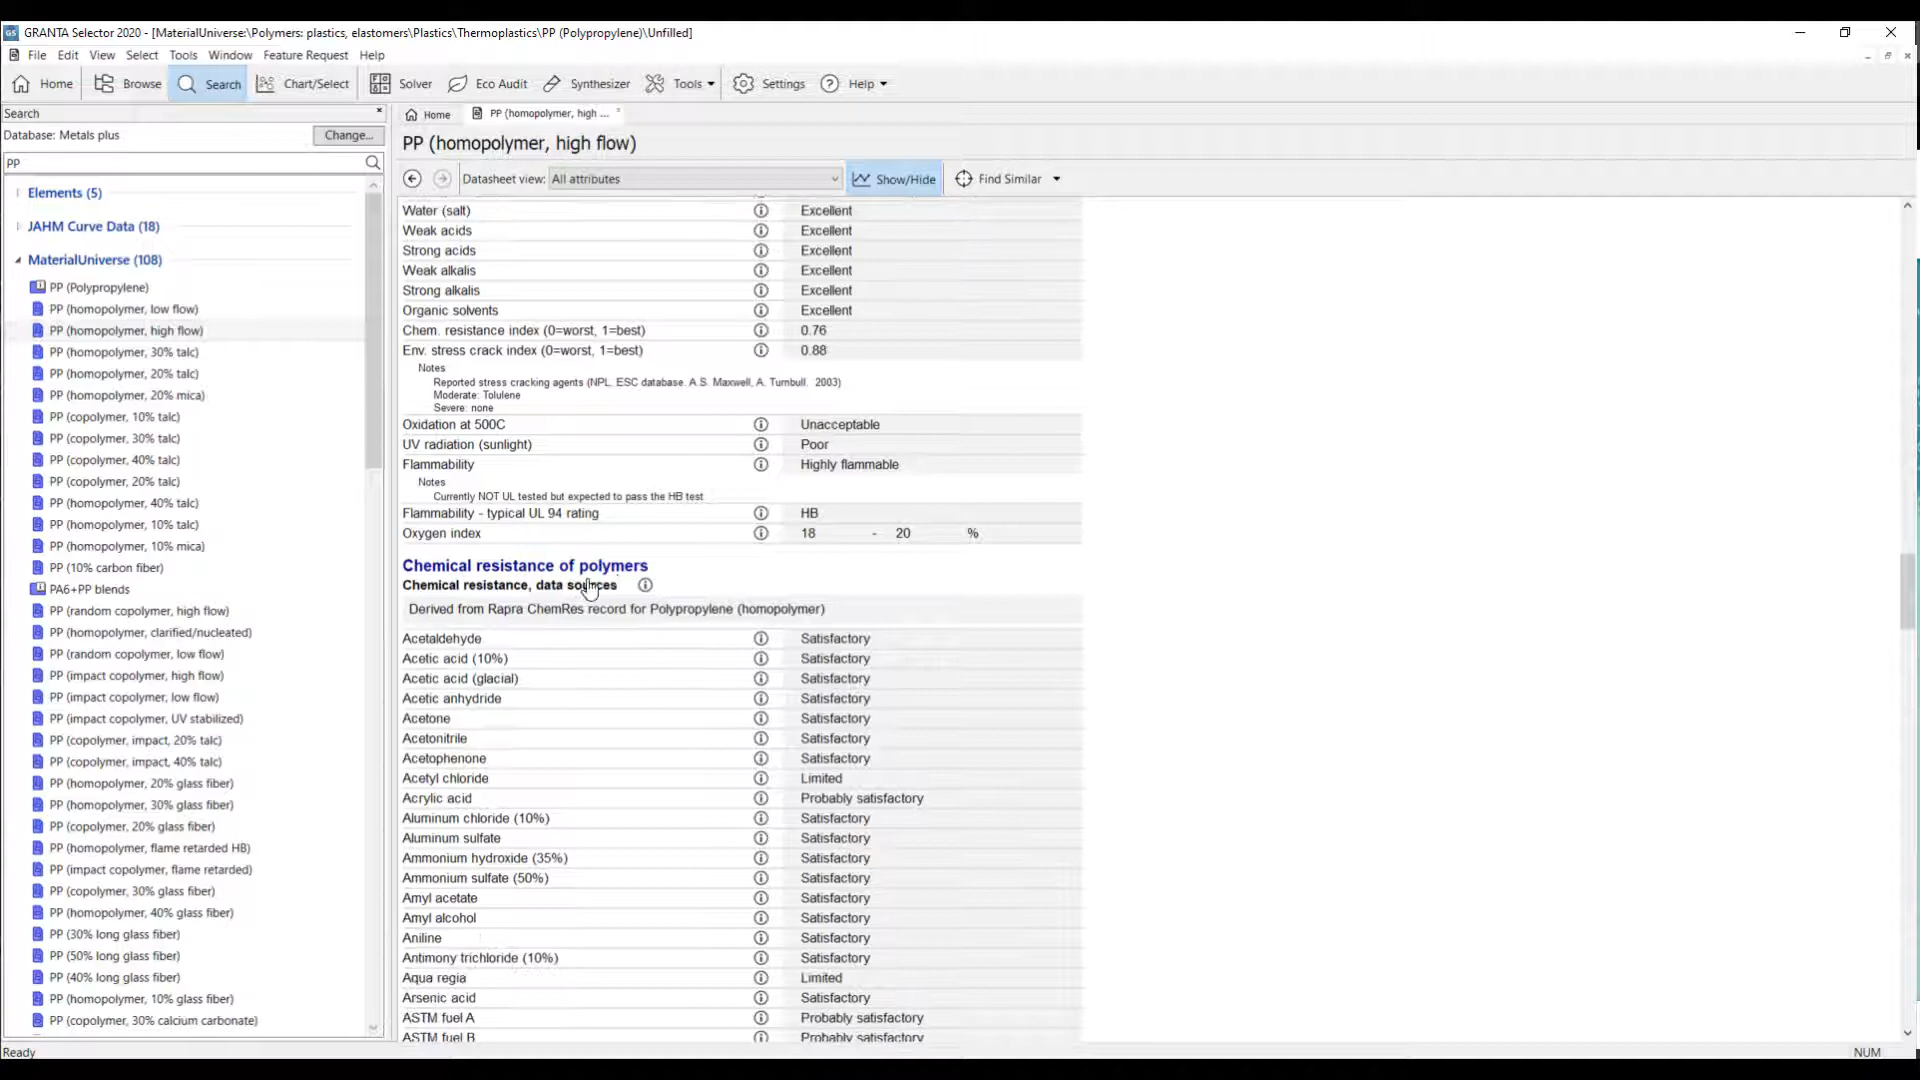 GRANTA Selector 2020 - [MaterialUniverse:\Polymers: plastics, elastomers\Plastics\Thermoplastics\PP (Polypropylene)\Unfilled]
File Edit View Select Tools Window Feature Request Help
Home Browse Search Chart/Select Solver Eco Audit Synthesizer Tools Settings Help
Search
Database: Metals plus Change...
PP
Elements (5)
JAHM Curve Data (18)
MaterialUniverse (108)
PP (Polypropylene)
PP (homopolymer, low flow)
PP (homopolymer, high flow)
PP (homopolymer, 30% talc)
PP (homopolymer, 20% talc)
PP (homopolymer, 20% mica)
PP (copolymer, 10% talc)
PP (copolymer, 30% talc)
PP (copolymer, 40% talc)
PP (copolymer, 20% talc)
PP (homopolymer, 40% talc)
PP (homopolymer, 10% talc)
PP (homopolymer, 10% mica)
PP (10% carbon fiber)
PA6+PP blends
PP (random copolymer, high flow)
PP (homopolymer, clarified/nucleated)
PP (random copolymer, low flow)
PP (impact copolymer, high flow)
PP (impact copolymer, low flow)
PP (impact copolymer, UV stabilized)
PP (copolymer, impact, 20% talc)
PP (copolymer, impact, 40% talc)
PP (homopolymer, 20% glass fiber)
PP (homopolymer, 30% glass fiber)
PP (copolymer, 20% glass fiber)
PP (homopolymer, flame retarded HB)
PP (impact copolymer, flame retarded)
PP (copolymer, 30% glass fiber)
PP (homopolymer, 40% glass fiber)
PP (30% long glass fiber)
PP (50% long glass fiber)
PP (40% long glass fiber)
PP (homopolymer, 10% glass fiber)
PP (copolymer, 30% calcium carbonate)
Home PP (homopolymer, high ...
PP (homopolymer, high flow)
Datasheet view: All attributes Show/Hide Find Similar
Water (salt) Excellent
Weak acids Excellent
Strong acids Excellent
Weak alkalis Excellent
Strong alkalis Excellent
Organic solvents Excellent
Chem. resistance index (0=worst, 1=best) 0.76
Env. stress crack index (0=worst, 1=best) 0.88
Notes
Reported stress cracking agents (NPL. ESC database. A.S. Maxwell, A. Turnbull. 2003)
Moderate: Tolulene
Severe: none
Oxidation at 500C Unacceptable
UV radiation (sunlight) Poor
Flammability Highly flammable
Notes
Currently NOT UL tested but expected to pass the HB test
Flammability - typical UL 94 rating HB
Oxygen index 18 - 20 %
Chemical resistance of polymers
Chemical resistance, data sources
Derived from Rapra ChemRes record for Polypropylene (homopolymer)
Acetaldehyde Satisfactory
Acetic acid (10%) Satisfactory
Acetic acid (glacial) Satisfactory
Acetic anhydride Satisfactory
Acetone Satisfactory
Acetonitrile Satisfactory
Acetophenone Satisfactory
Acetyl chloride Limited
Acrylic acid Probably satisfactory
Aluminum chloride (10%) Satisfactory
Aluminum sulfate Satisfactory
Ammonium hydroxide (35%) Satisfactory
Ammonium sulfate (50%) Satisfactory
Amyl acetate Satisfactory
Amyl alcohol Satisfactory
Aniline Satisfactory
Antimony trichloride (10%) Satisfactory
Aqua regia Limited
Arsenic acid Satisfactory
ASTM fuel A Probably satisfactory
ASTM fuel B Probably satisfactory
Ready NUM